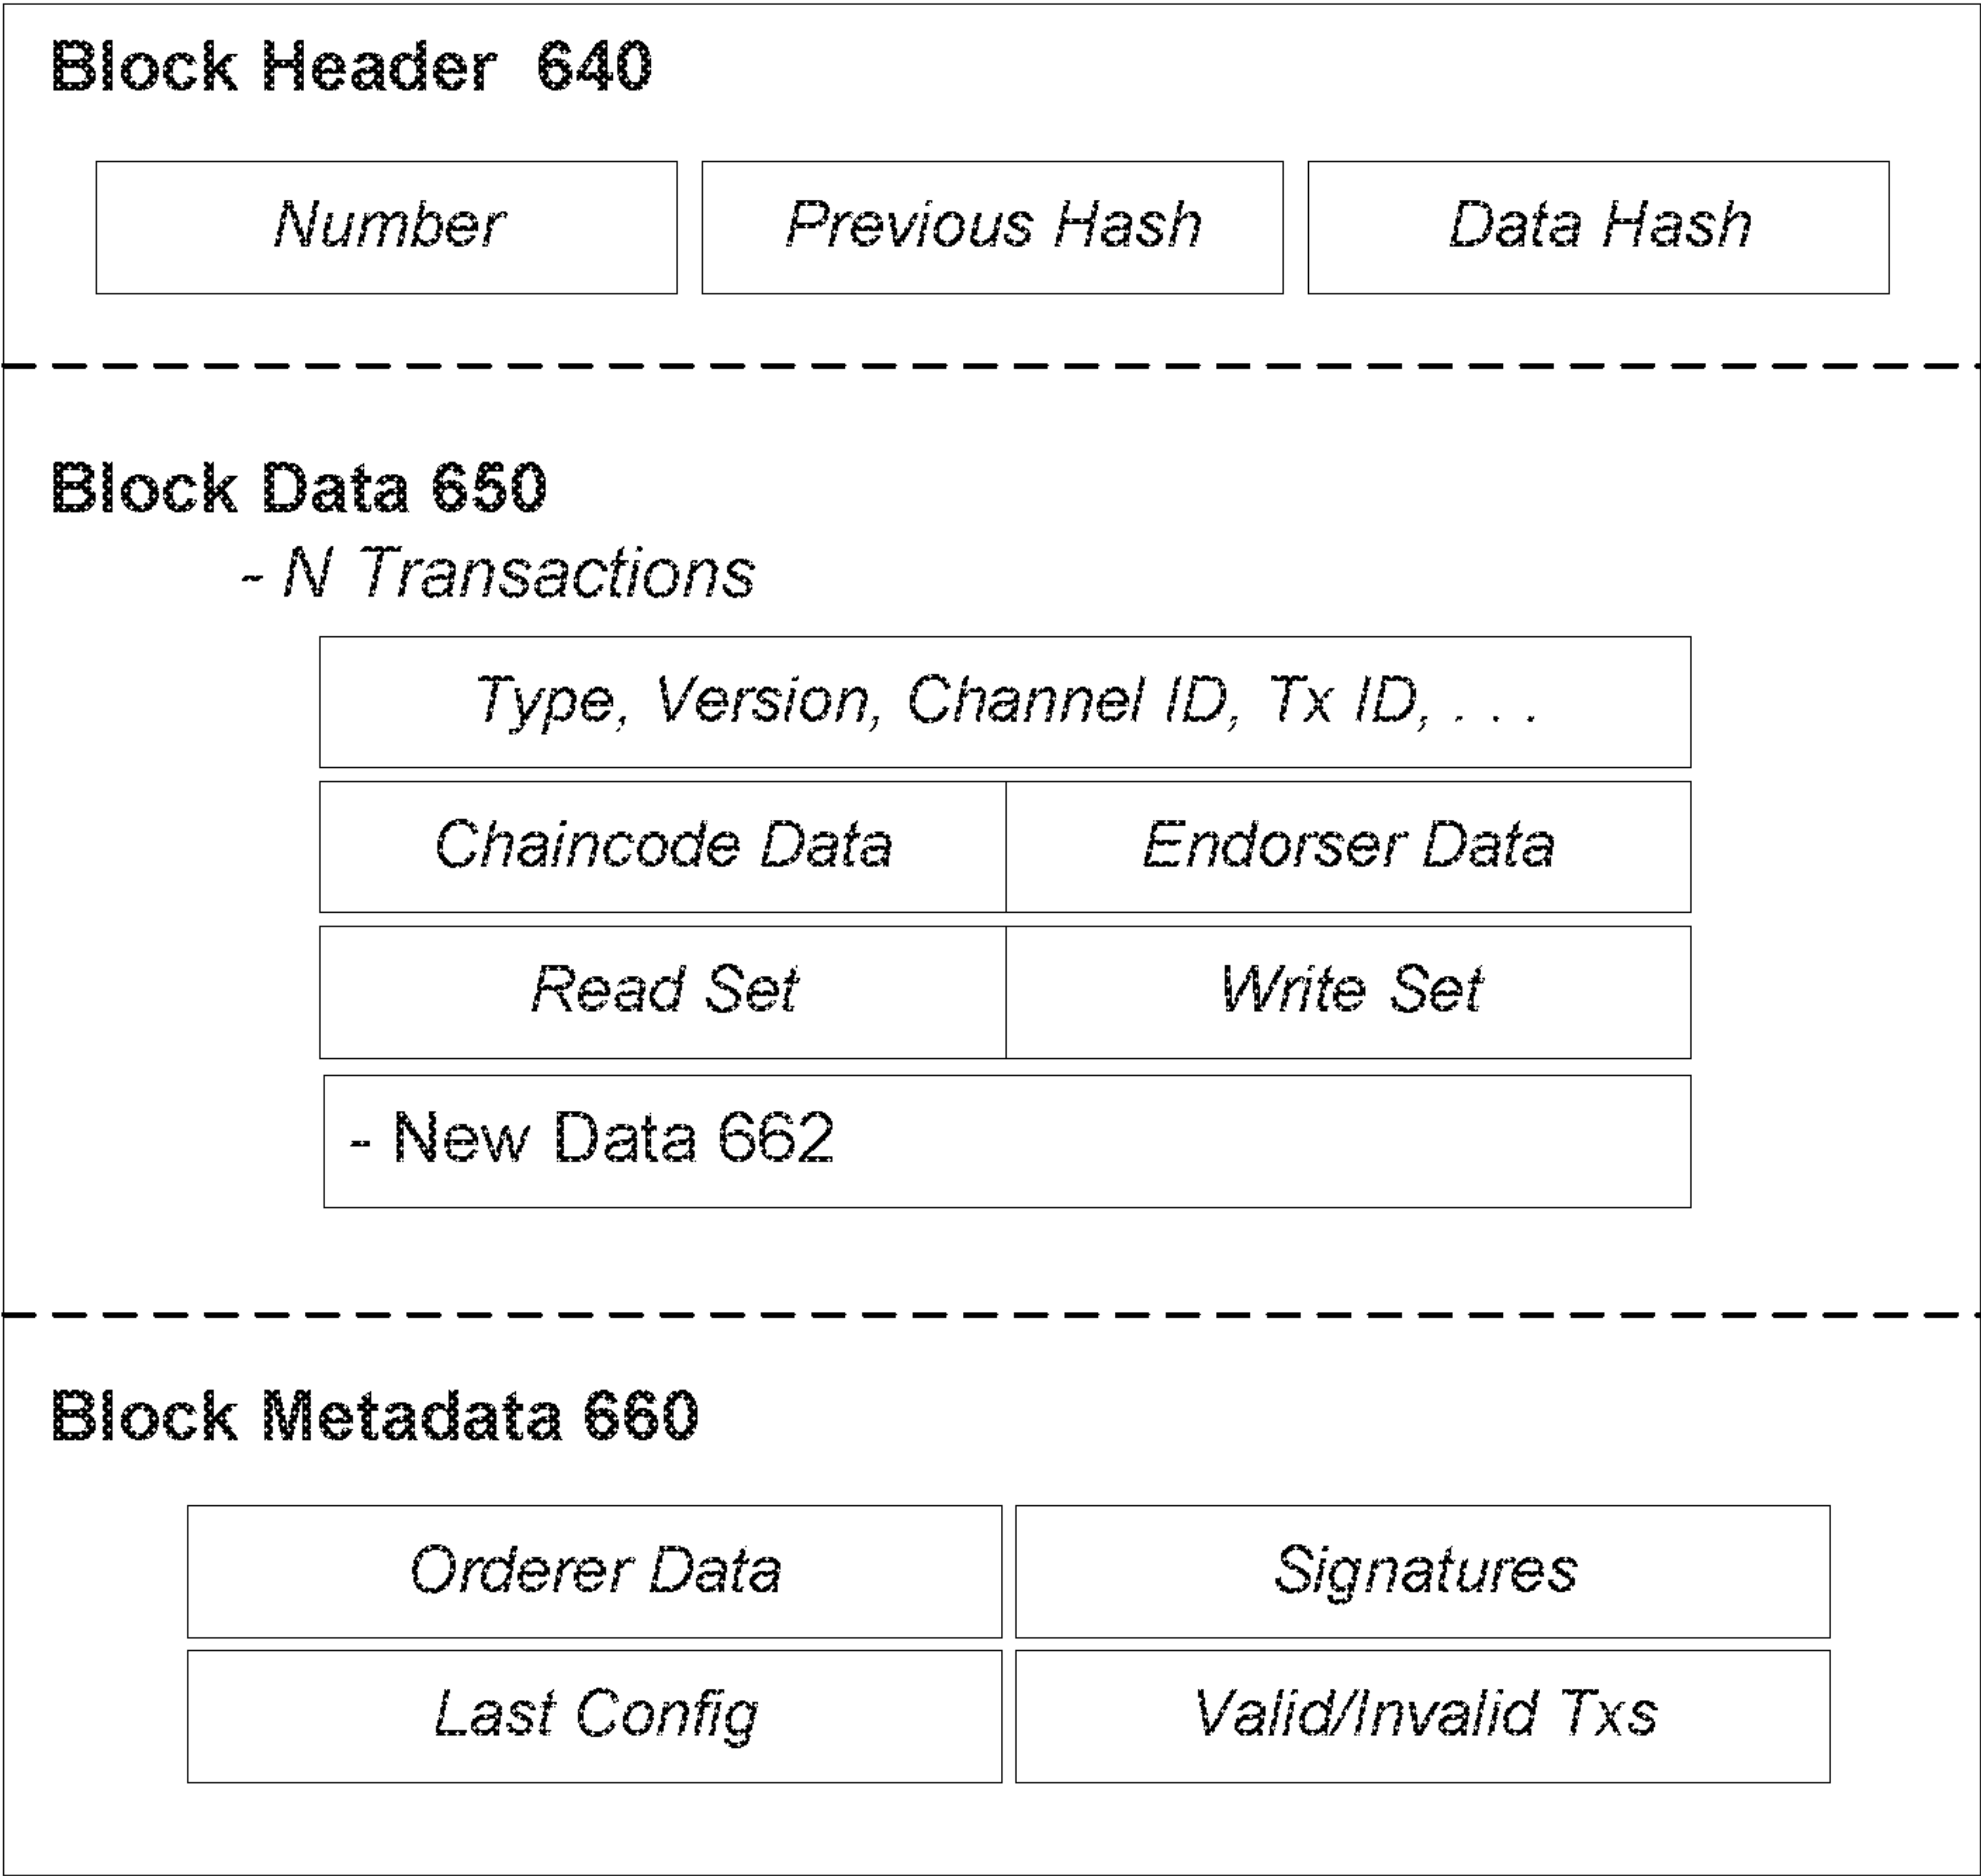 Block Header 640
Number
Previous Hash
Data Hash
Block Data 650
- N Transactions
Type, Version, Channel ID, Tx ID, . . .
Chaincode Data
Endorser Data
Read Set
Write Set
- New Data 662
Block Metadata 660
Orderer Data
Signatures
Last Config
Valid/Invalid Txs